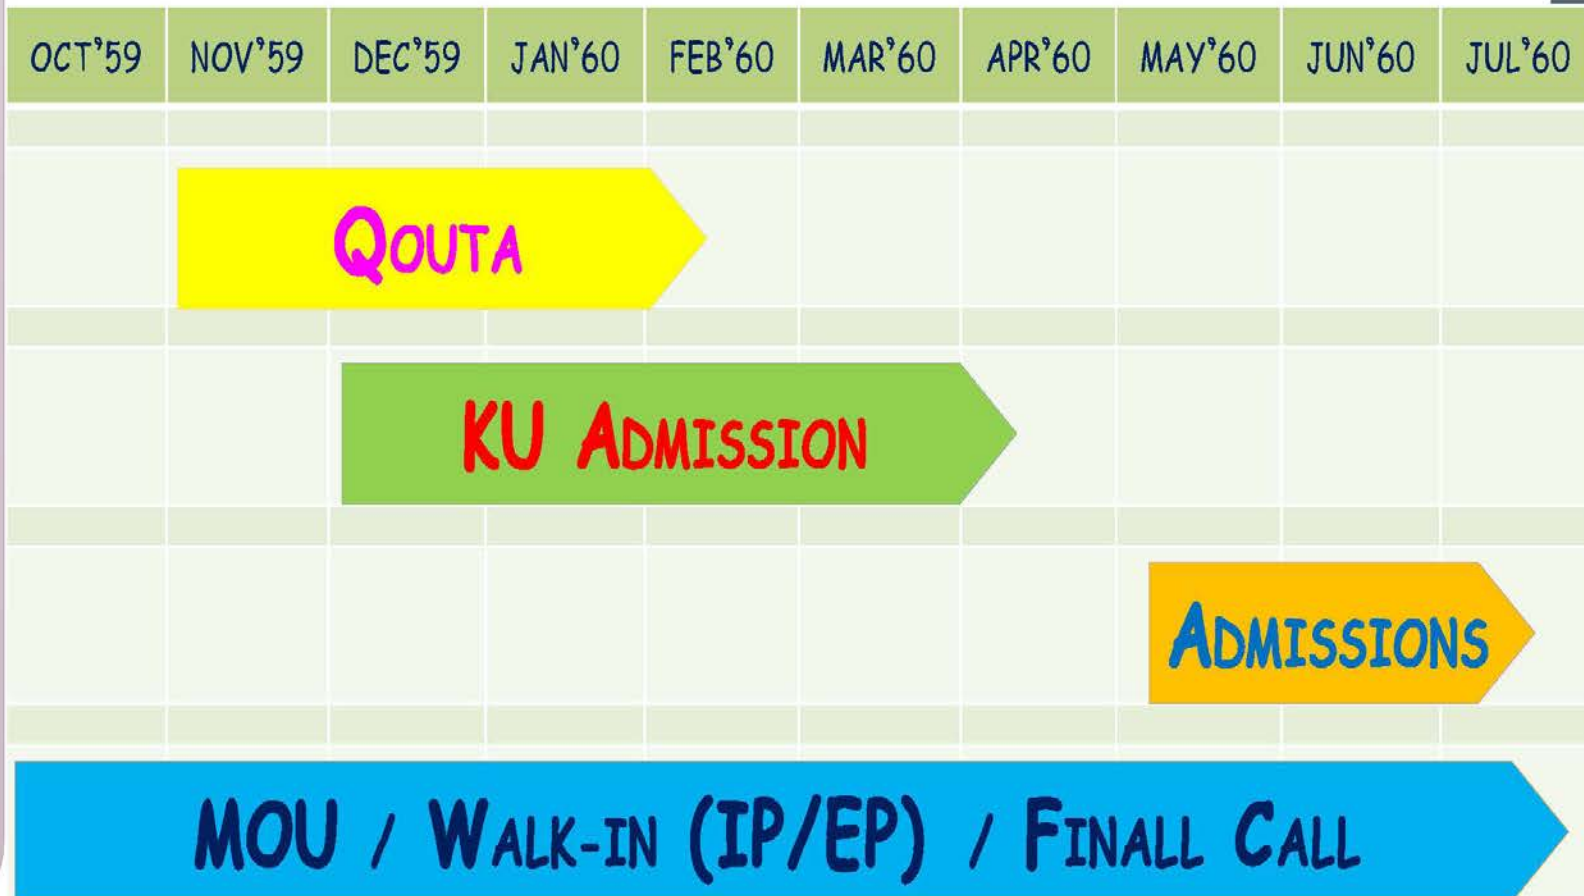 OCT'59 NOV'59 DEC'59 JAN'60 FEB'60 MAR'60 APR'60 MAY'60 JUN'60 JUL'60
QOUTA
KU ADMISSION
ADMISSIONS
MOU / WALK-IN (IP/EP) / FINALL CALL